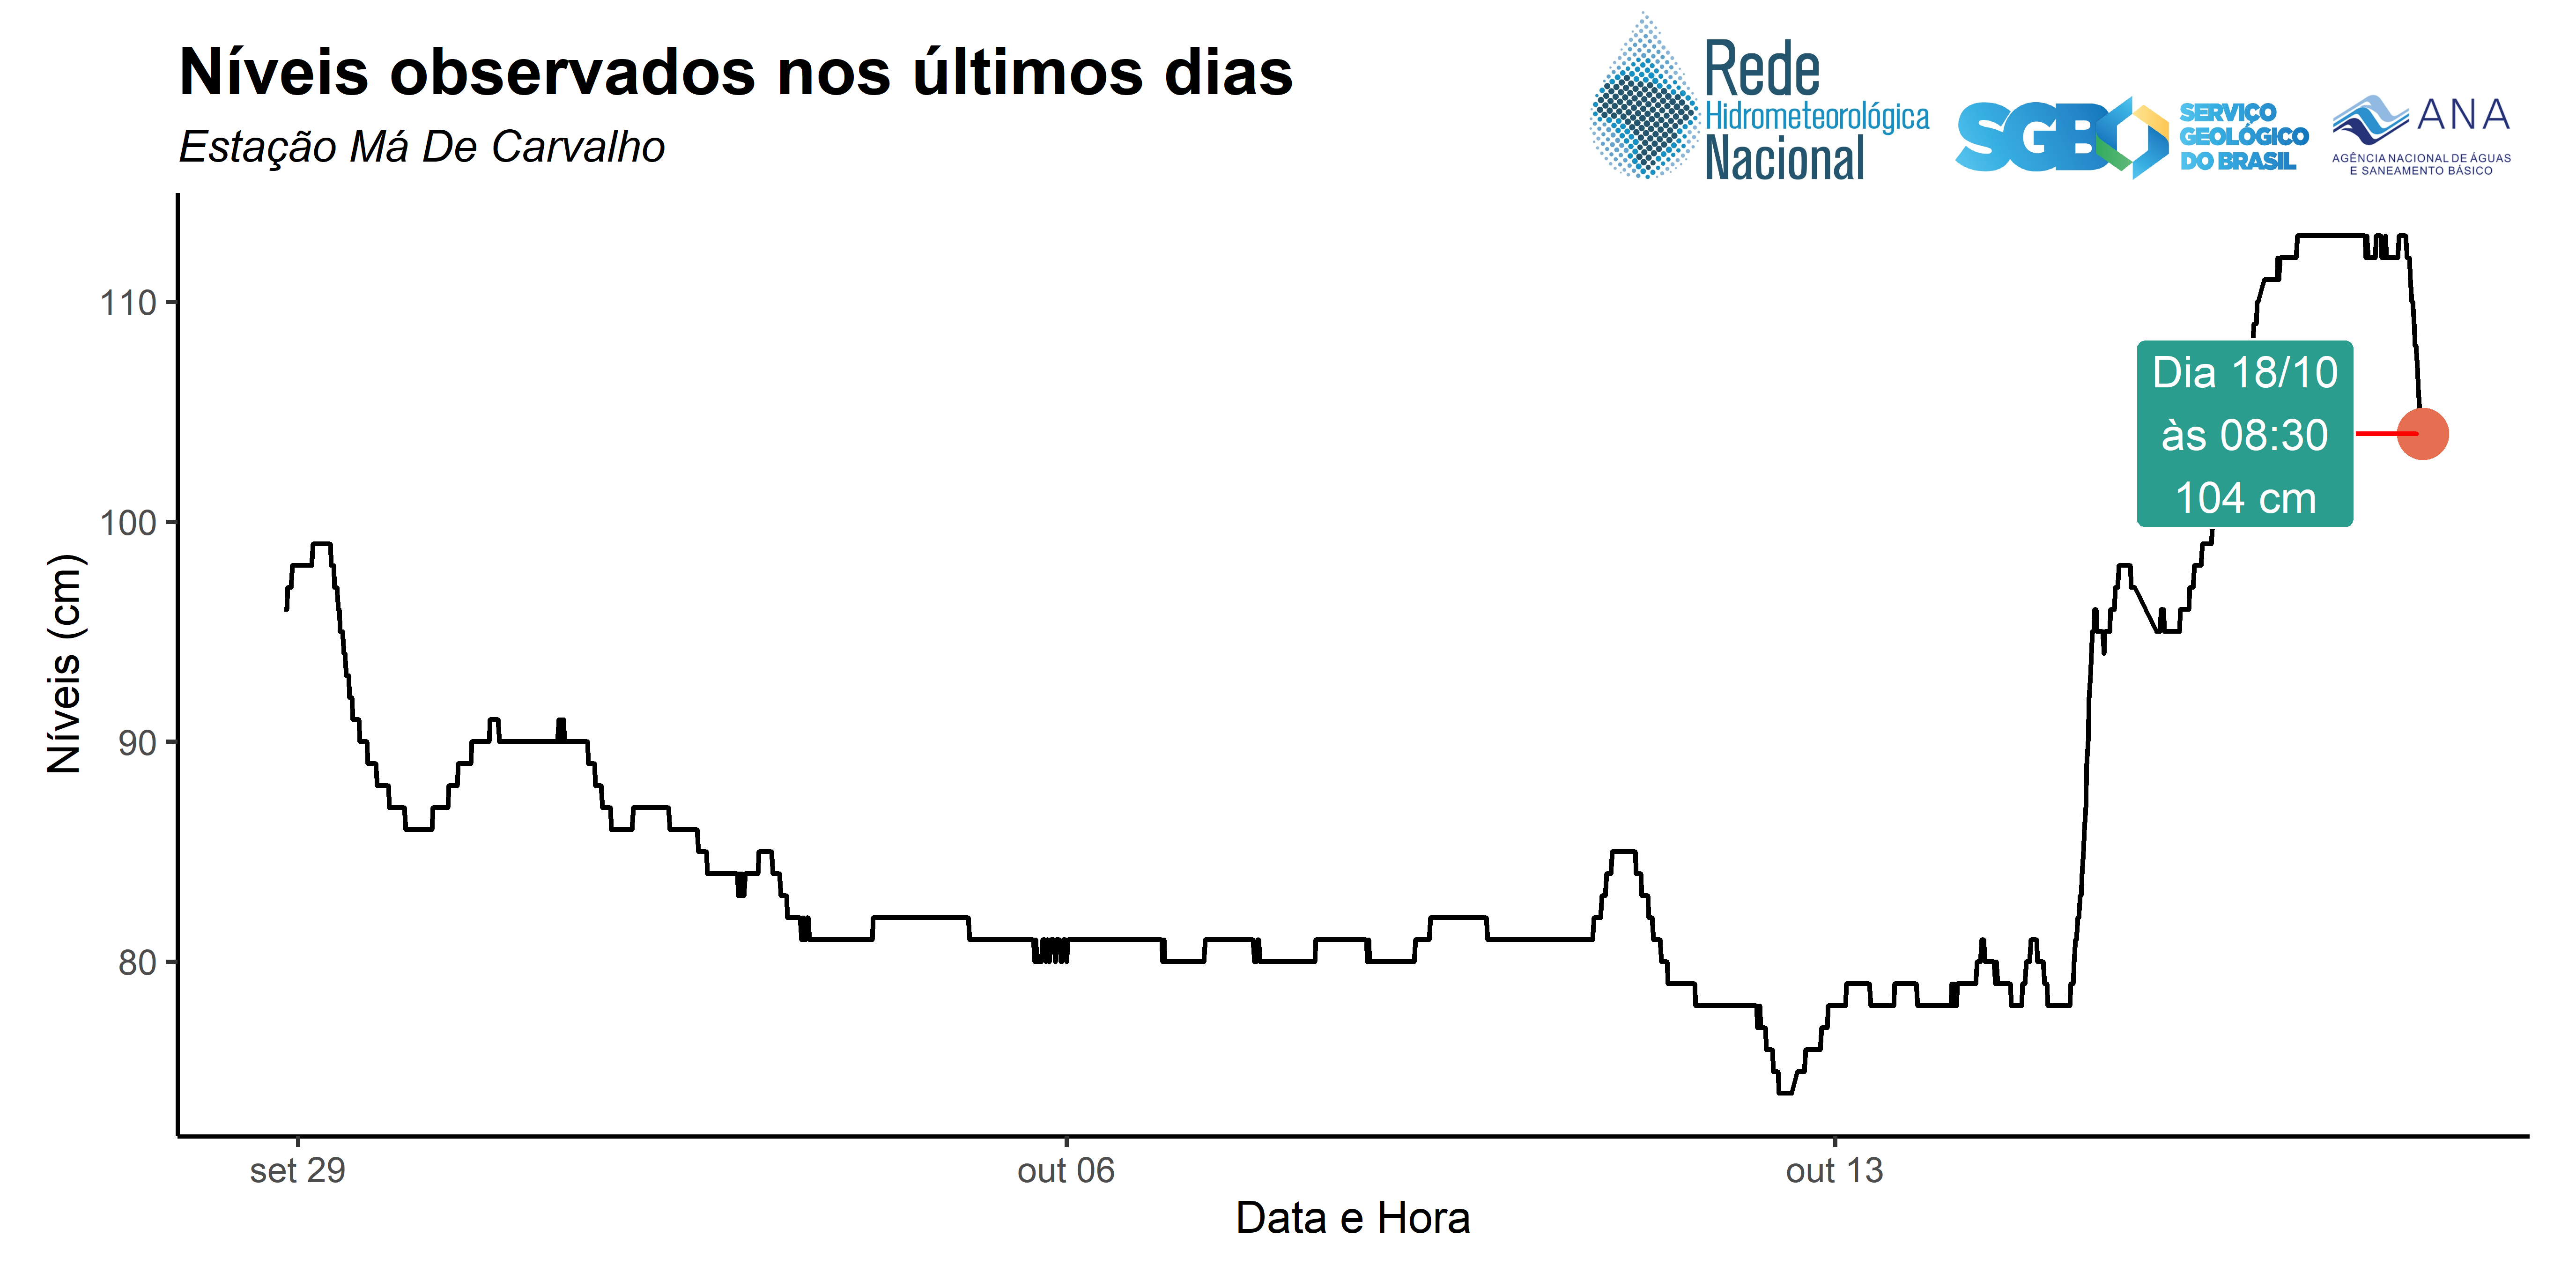 Níveis observados nos últimos dias
Estação Má De Carvalho
Rede
Hidrometeorológica
Nacional
SGB
SERVIÇO
GEOLÓGICO
DO BRASIL
ANA
AGÊNCIA NACIONAL DE ÁGUAS
E SANEAMENTO BÁSICO
Níveis (cm)
110
100
90
80
Dia 18/10
às 08:30
104 cm
set 29
out 06
out 13
Data e Hora